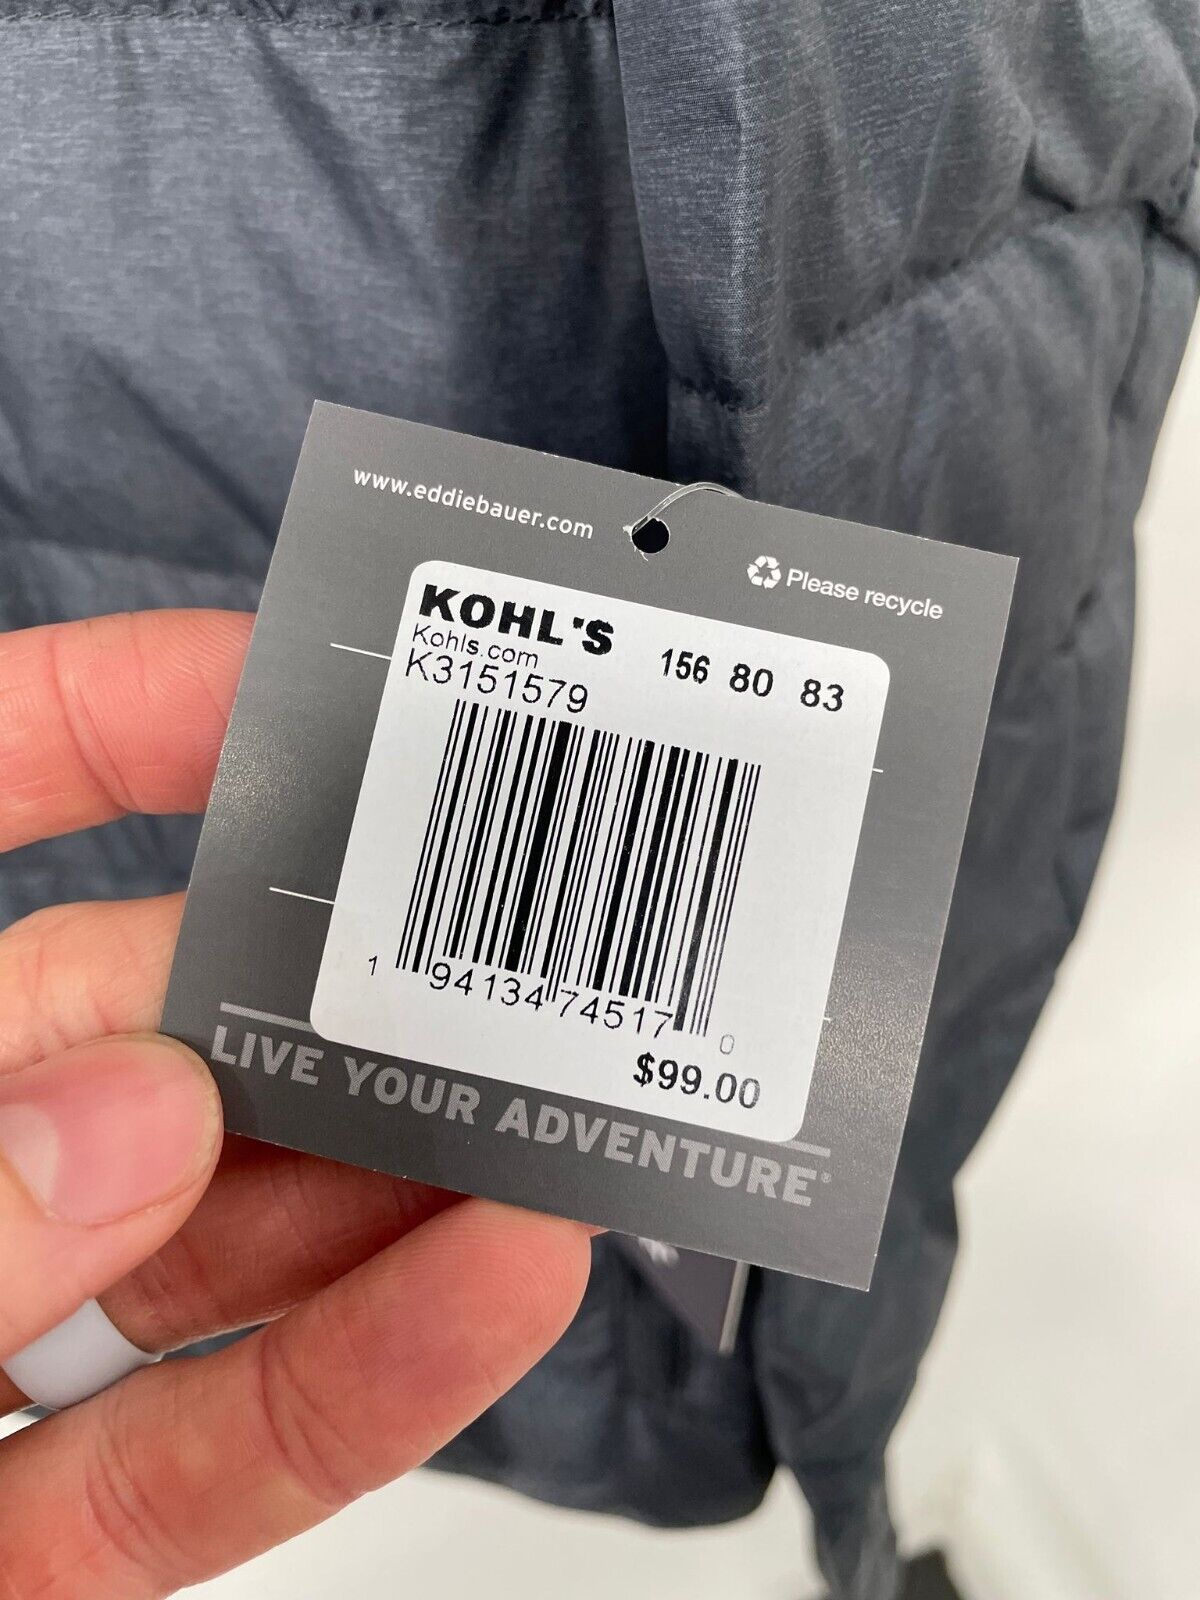 www.eddiebauer.com
Please recycle
KOHL'S
Kohls.com
K3151579
156 80 83
1 94134 74517 0
$99.00
LIVE YOUR ADVENTURE®